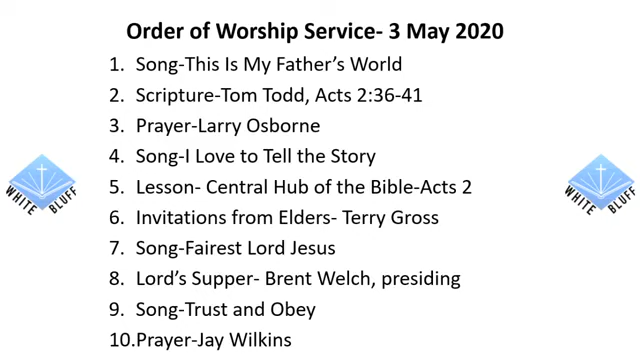 Order of Worship Service- 3 May 2020
1. Song-This Is My Father’s World
2. Scripture-Tom Todd, Acts 2:36-41
3. Prayer-Larry Osborne
4. Song-I Love to Tell the Story
5. Lesson- Central Hub of the Bible-Acts 2
6. Invitations from Elders- Terry Gross
7. Song-Fairest Lord Jesus
8. Lord’s Supper- Brent Welch, presiding
9. Song-Trust and Obey
10.Prayer-Jay Wilkins
WHITE BLUFF
WHITE BLUFF